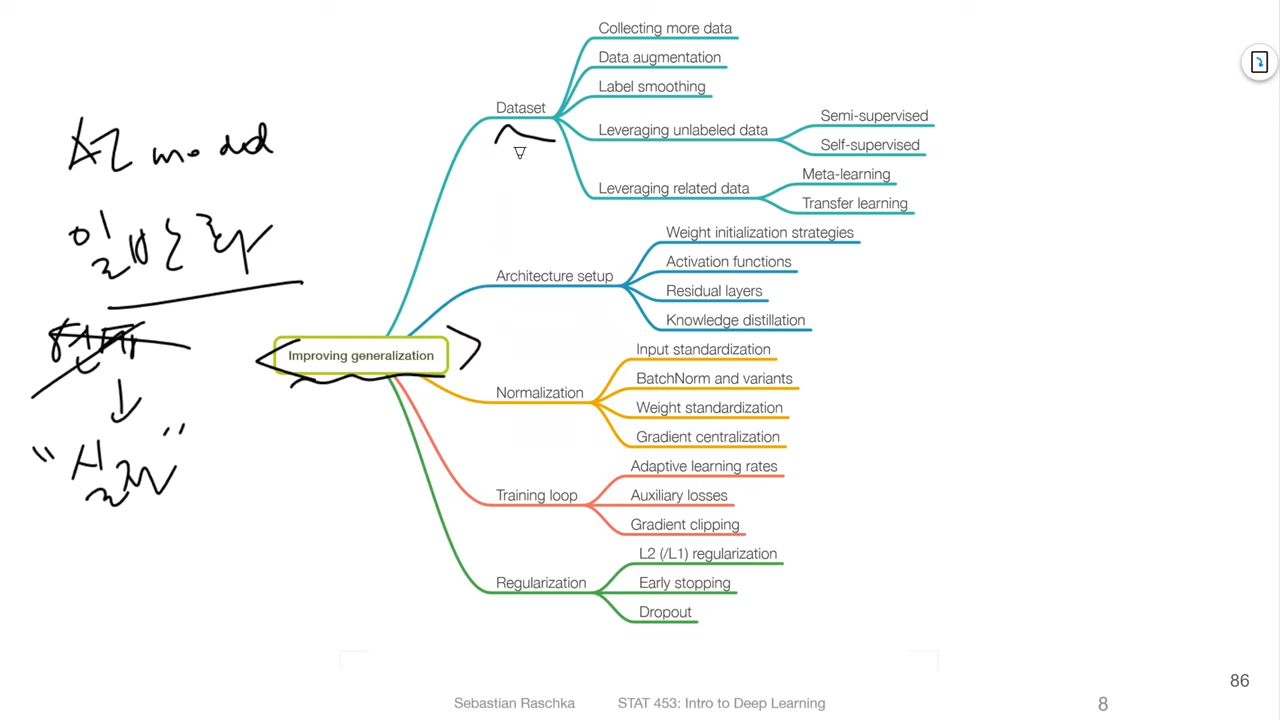 Collecting more data
Data augmentation
Label smoothing
Dataset
Leveraging unlabeled data
Semi-supervised
Self-supervised
Leveraging related data
Meta-learning
Transfer learning
Architecture setup
Weight initialization strategies
Activation functions
Residual layers
Knowledge distillation
Improving generalization
Normalization
Input standardization
BatchNorm and variants
Weight standardization
Gradient centralization
Training loop
Adaptive learning rates
Auxiliary losses
Gradient clipping
Regularization
L2 (/L1) regularization
Early stopping
Dropout
model
일반화
"실전"
Sebastian Raschka STAT 453: Intro to Deep Learning 8
86